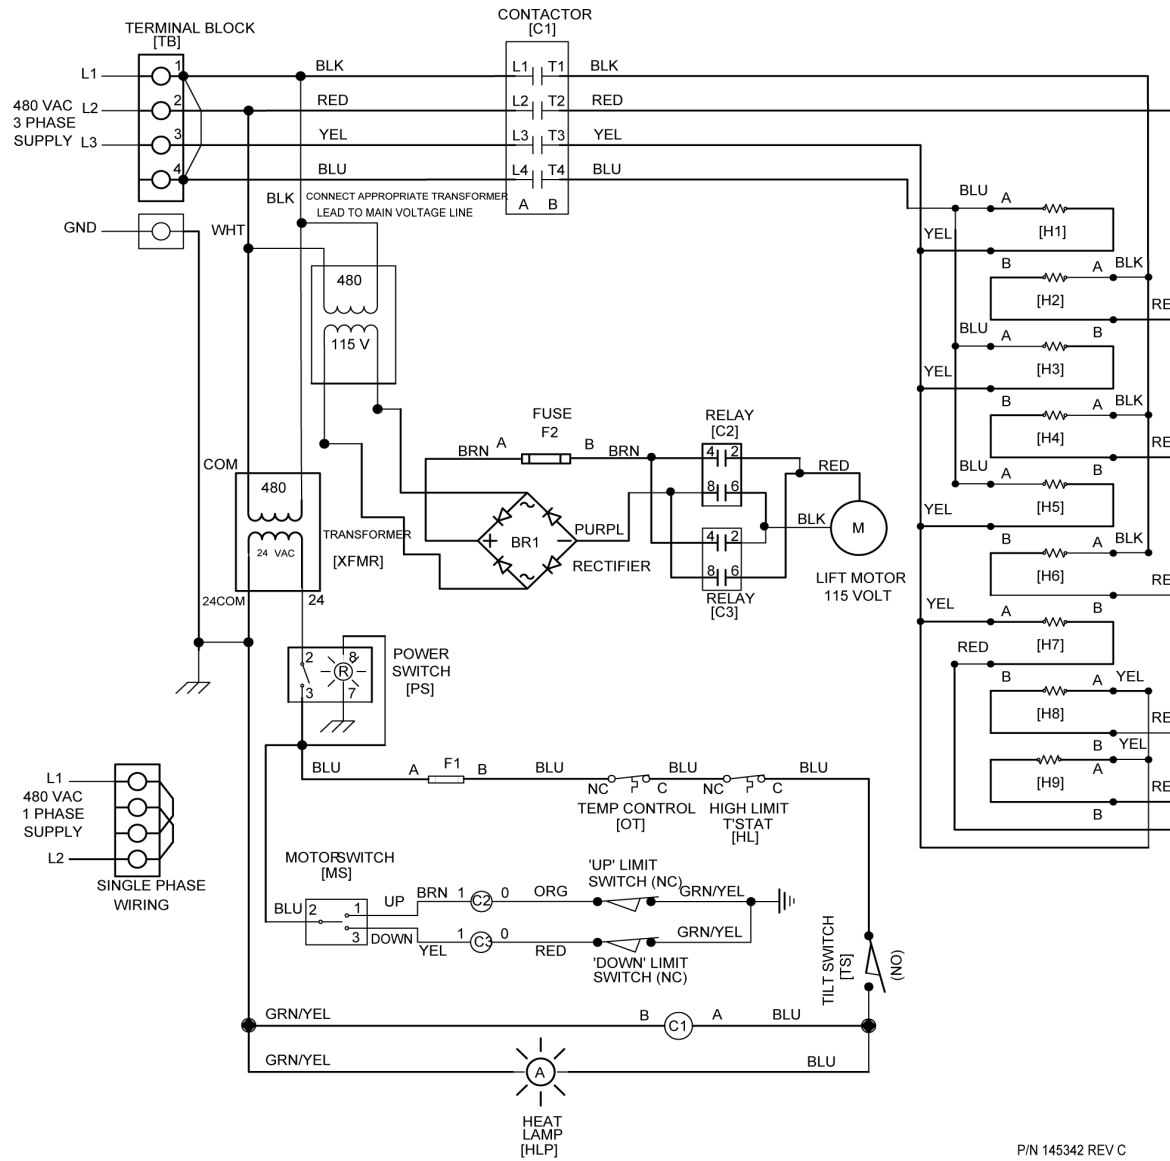 CONTACTOR
[C1]
TERMINAL BLOCK
[TB]
L1 1 BLK L1 T1 BLK
480 VAC L2 2 RED L2 T2 RED
3 PHASE
SUPPLY L3 3 YEL L3 T3 YEL
4 BLU L4 T4 BLU
BLK CONNECT APPROPRIATE TRANSFORMER
LEAD TO MAIN VOLTAGE LINE
A B
GND WHT
480
115 V
BLU A
YEL [H1]
B A BLK
[H2] RE
BLU A B
YEL [H3]
B A BLK
[H4] RE
BLU A B
YEL [H5]
B A BLK
[H6] RE
YEL A B
RED [H7]
B A YEL
[H8] RE
B YEL
[H9] A
B RE
FUSE
F2
BRN A B BRN
RELAY
[C2]
4 2
8 6
RED
BLK M
LIFT MOTOR
115 VOLT
PURPL
BR1
RECTIFIER
4 2
8 6
RELAY
[C3]
COM
480
TRANSFORMER
24 VAC
[XFMR]
24COM 24
2 8
R
3 7
POWER
SWITCH
[PS]
BLU A F1 B BLU NC C BLU NC C BLU
TEMP CONTROL
[OT]
HIGH LIMIT
T'STAT
[HL]
L1
480 VAC
1 PHASE
SUPPLY
L2
SINGLE PHASE
WIRING
MOTOR SWITCH
[MS]
BLU 2 1 3
UP BRN 1 C2 0 ORG
'UP' LIMIT
SWITCH (NC)
GRN/YEL
DOWN YEL 1 C3 0 RED
'DOWN' LIMIT
SWITCH (NC)
GRN/YEL
TILT SWITCH
[TS]
(NO)
GRN/YEL B C1 A BLU
GRN/YEL A BLU
HEAT
LAMP
[HLP]
P/N 145342 REV C